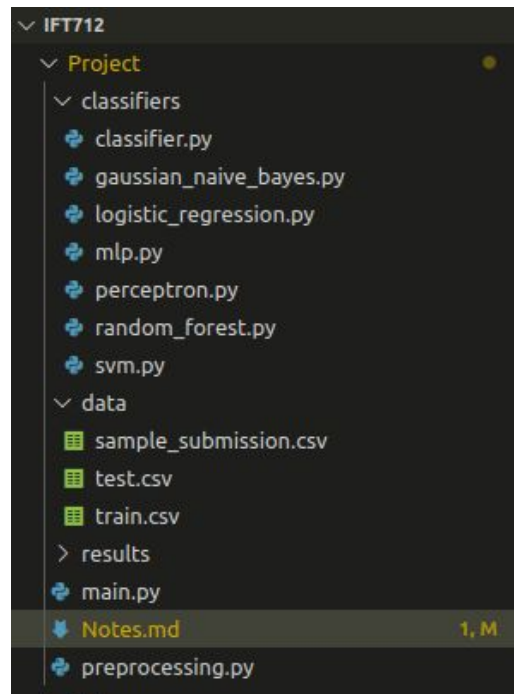 IFT712
Project
classifiers
classifier.py
gaussian_naive_bayes.py
logistic_regression.py
mlp.py
perceptron.py
random_forest.py
svm.py
data
sample_submission.csv
test.csv
train.csv
results
main.py
Notes.md 1, M
preprocessing.py